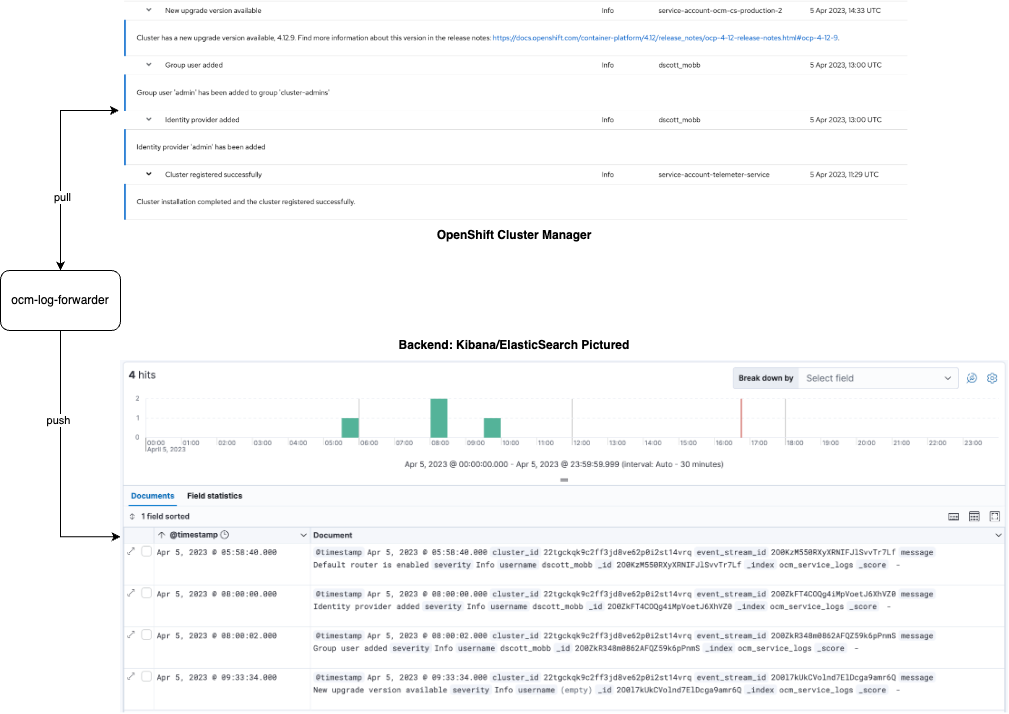 New upgrade version available Info service-account-ocm-cs-production-2 5 Apr 2023, 14:33 UTC
Cluster has a new upgrade version available, 4.12.9. Find more information about this version in the release notes: https://docs.openshift.com/container-platform/4.12/release_notes/ocp-4-12-release-notes.html#ocp-4-12-9.
Group user added Info dscott_mobb 5 Apr 2023, 13:00 UTC
Group user 'admin' has been added to group 'cluster-admins'
Identity provider added Info dscott_mobb 5 Apr 2023, 13:00 UTC
Identity provider 'admin' has been added
Cluster registered successfully Info service-account-telemeter-service 5 Apr 2023, 11:29 UTC
Cluster installation completed and the cluster registered successfully.
pull
OpenShift Cluster Manager
ocm-log-forwarder
Backend: Kibana/ElasticSearch Pictured
push
4 hits
Break down by Select field
2
1
0
00:00 01:00 02:00 03:00 04:00 05:00 06:00 07:00 08:00 09:00 10:00 11:00 12:00 13:00 14:00 15:00 16:00 17:00 18:00 19:00 20:00 21:00 22:00 23:00
April 5, 2023
Apr 5, 2023 @ 00:00:00.000 - Apr 5, 2023 @ 23:59:59.999 (interval: Auto - 30 minutes)
Documents Field statistics
1 field sorted
@timestamp Document
Apr 5, 2023 @ 05:58:40.000 @timestamp Apr 5, 2023 @ 05:58:40.000 cluster_id 22tgckqk9c2ff3jd8ve62p0i2st14vrq event_stream_id 2O0KzM550RXyXRNIFJlSvvTr7Lf message
Default router is enabled severity Info username dscott_mobb _id 2O0KzM550RXyXRNIFJlSvvTr7Lf _index ocm_service_logs _score -
Apr 5, 2023 @ 08:00:00.000 @timestamp Apr 5, 2023 @ 08:00:00.000 cluster_id 22tgckqk9c2ff3jd8ve62p0i2st14vrq event_stream_id 2O0ZkFT4COQg4iMpVoetJ6XhVZ0 message
Identity provider added severity Info username dscott_mobb _id 2O0ZkFT4COQg4iMpVoetJ6XhVZ0 _index ocm_service_logs _score -
Apr 5, 2023 @ 08:00:02.000 @timestamp Apr 5, 2023 @ 08:00:02.000 cluster_id 22tgckqk9c2ff3jd8ve62p0i2st14vrq event_stream_id 2O0ZkR348m0862AFQZ59k6pPnmS message
Group user added severity Info username dscott_mobb _id 2O0ZkR348m0862AFQZ59k6pPnmS _index ocm_service_logs _score -
Apr 5, 2023 @ 09:33:34.000 @timestamp Apr 5, 2023 @ 09:33:34.000 cluster_id 22tgckqk9c2ff3jd8ve62p0i2st14vrq event_stream_id 2O0l7kUkCVolnd7ElDcga9amr6Q message
New upgrade version available severity Info username (empty) _id 2O0l7kUkCVolnd7ElDcga9amr6Q _index ocm_service_logs _score -